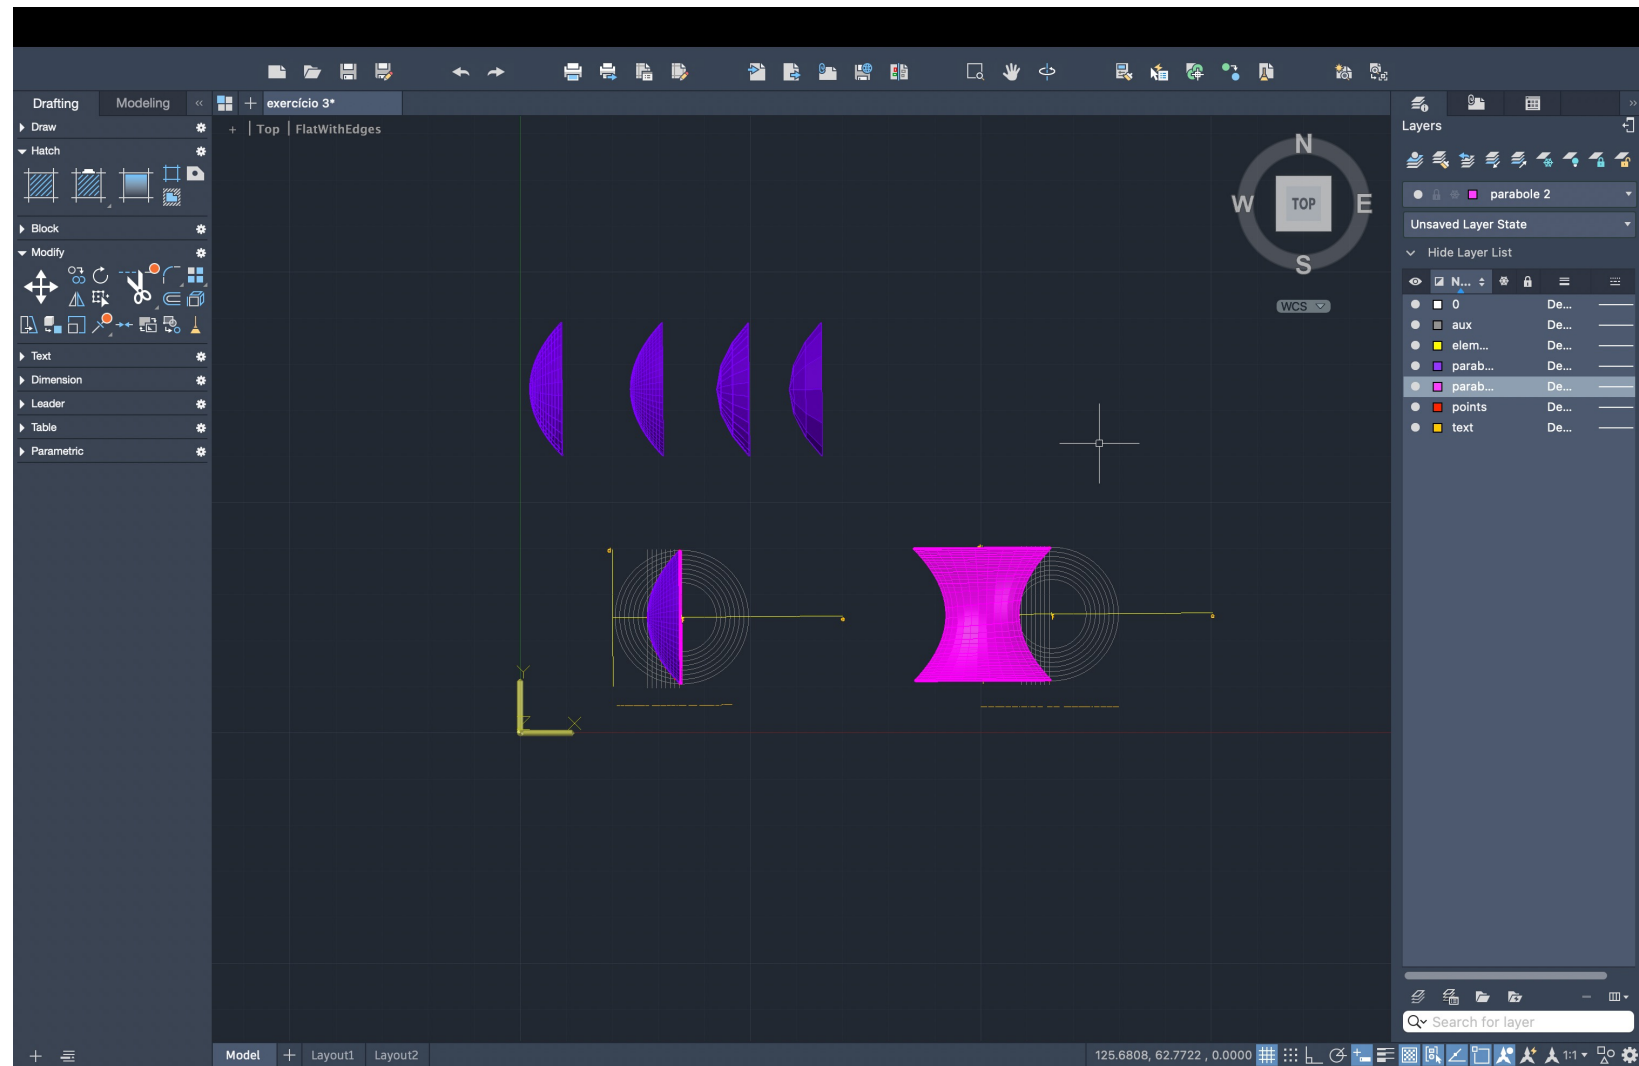 Drafting Modeling
exercício 3*
Draw
Hatch
Block
Modify
Text
Dimension
Leader
Table
Parametric
+ | Top | FlatWithEdges
N
W TOP E
S
WCS
Y
X
Layers
parabole 2
Unsaved Layer State
Hide Layer List
N...
0 De...
aux De...
elem... De...
parab... De...
parab... De...
points De...
text De...
Search for layer
Model + Layout1 Layout2
125.6808, 62.7722 , 0.0000
1:1